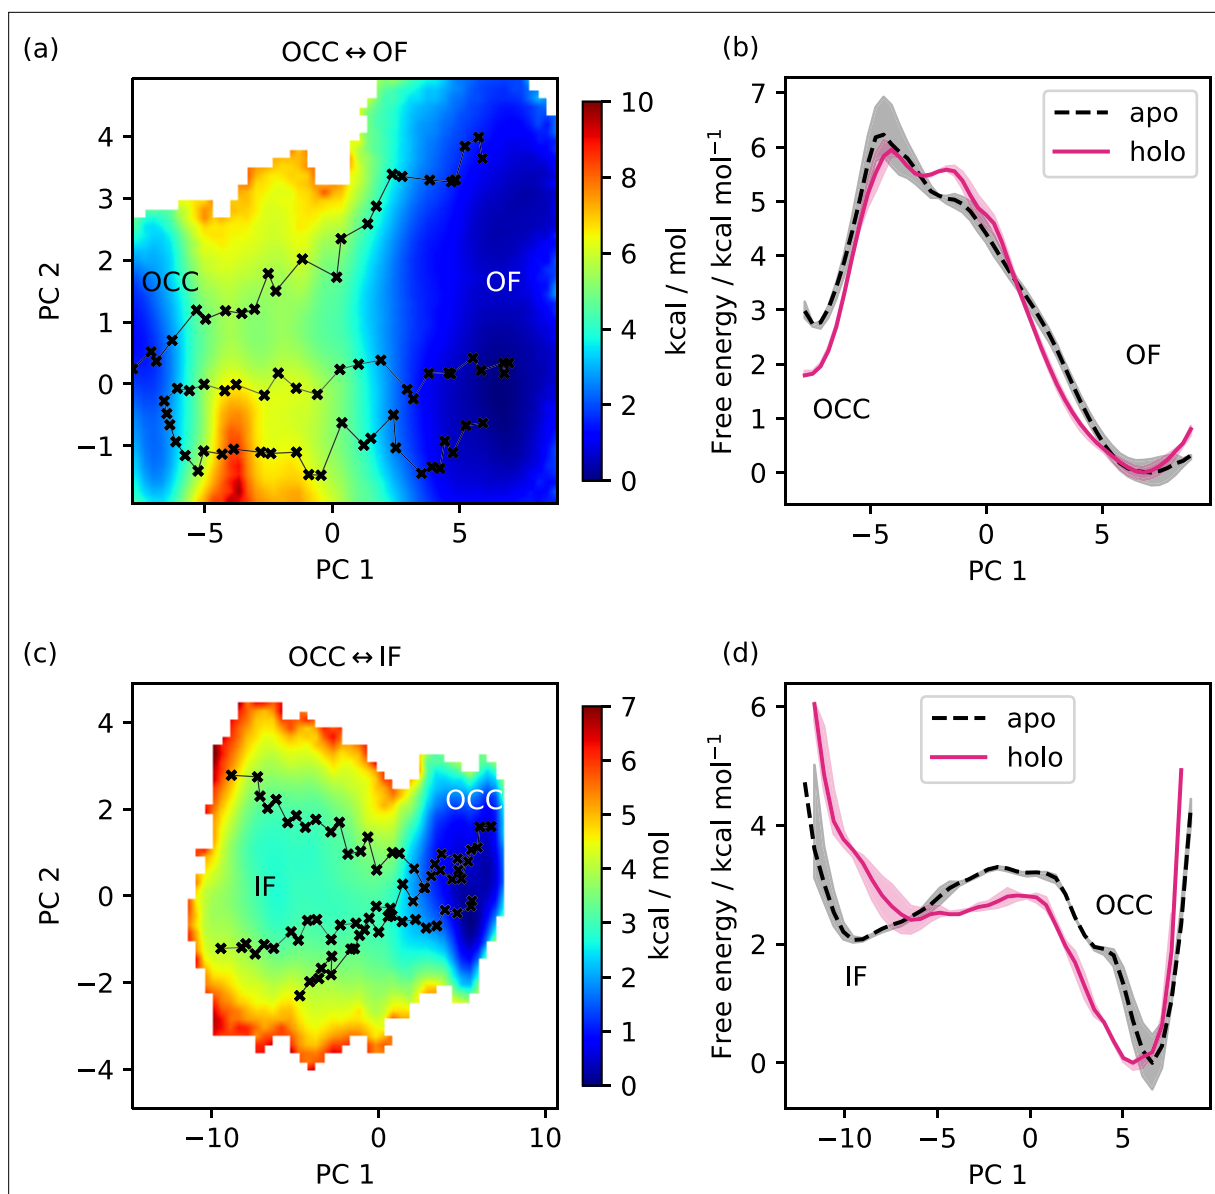 (a)
OCC ↔ OF
4
3
2
1
0
−1
PC 2
−5
0
5
PC 1
OCC
OF
10
8
6
4
2
0
kcal / mol
(b)
7
6
5
4
3
2
1
0
Free energy / kcal mol⁻¹
apo
holo
OCC
OF
−5
0
5
PC 1
(c)
OCC ↔ IF
4
2
0
−2
−4
PC 2
OCC
IF
−10
0
10
PC 1
7
6
5
4
3
2
1
0
kcal / mol
(d)
6
4
2
0
Free energy / kcal mol⁻¹
apo
holo
OCC
IF
−10
−5
0
5
PC 1